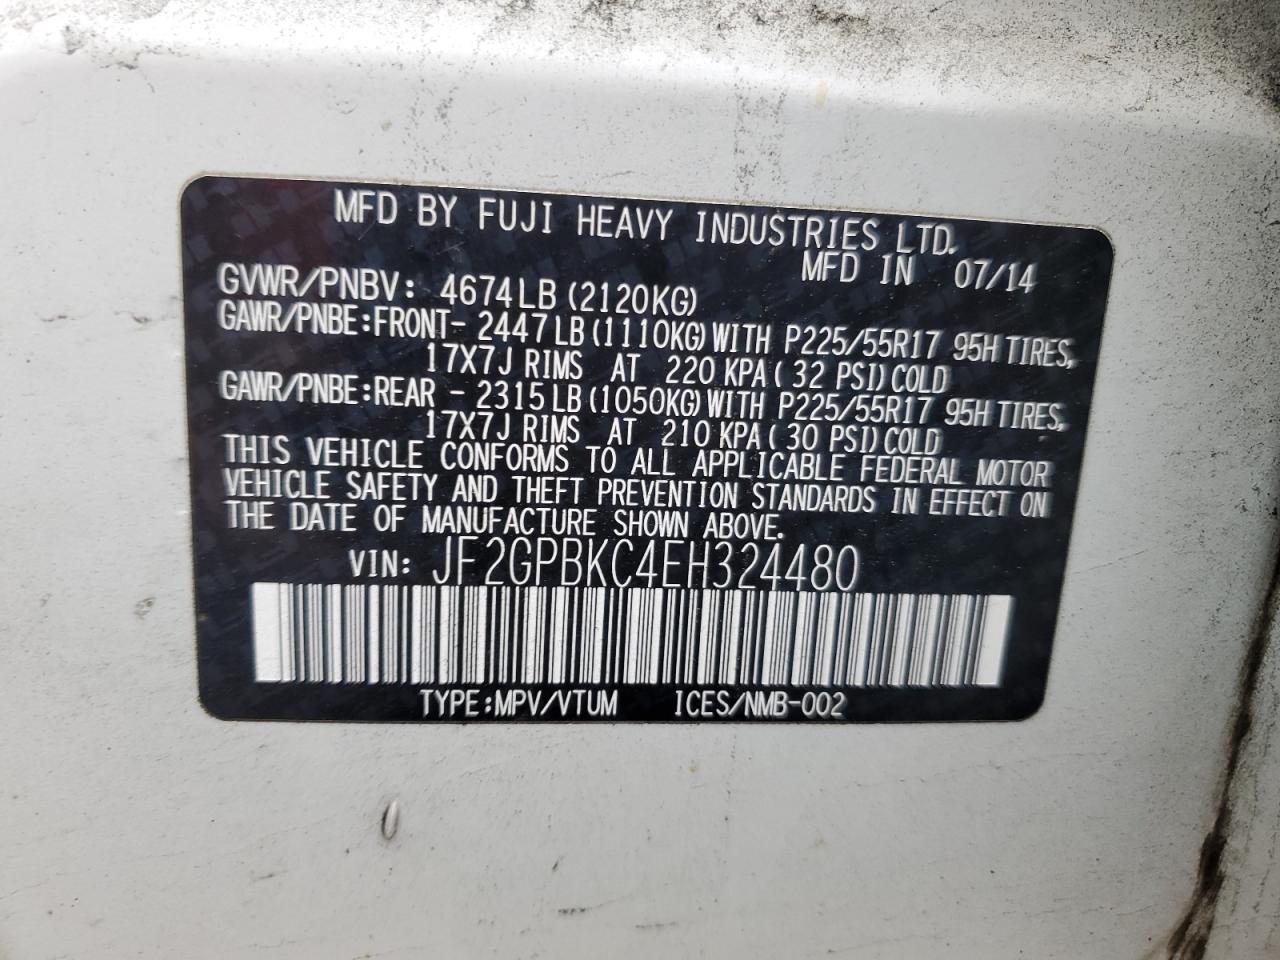 MFD BY FUJI HEAVY INDUSTRIES LTD.
MFD IN 07/14
GVWR/PNBV: 4674LB(2120KG)
GAWR/PNBE:FRONT- 2447LB(1110KG)WITH P225/55R17 95H TIRES,
17X7J RIMS AT 220 KPA( 32 PSI)COLD
GAWR/PNBE:REAR - 2315LB(1050KG)WITH P225/55R17 95H TIRES,
17X7J RIMS AT 210 KPA( 30 PSI)COLD
THIS VEHICLE CONFORMS TO ALL APPLICABLE FEDERAL MOTOR
VEHICLE SAFETY AND THEFT PREVENTION STANDARDS IN EFFECT ON
THE DATE OF MANUFACTURE SHOWN ABOVE.
VIN: JF2GPBKC4EH324480
TYPE:MPV/VTUM ICES/NMB-002